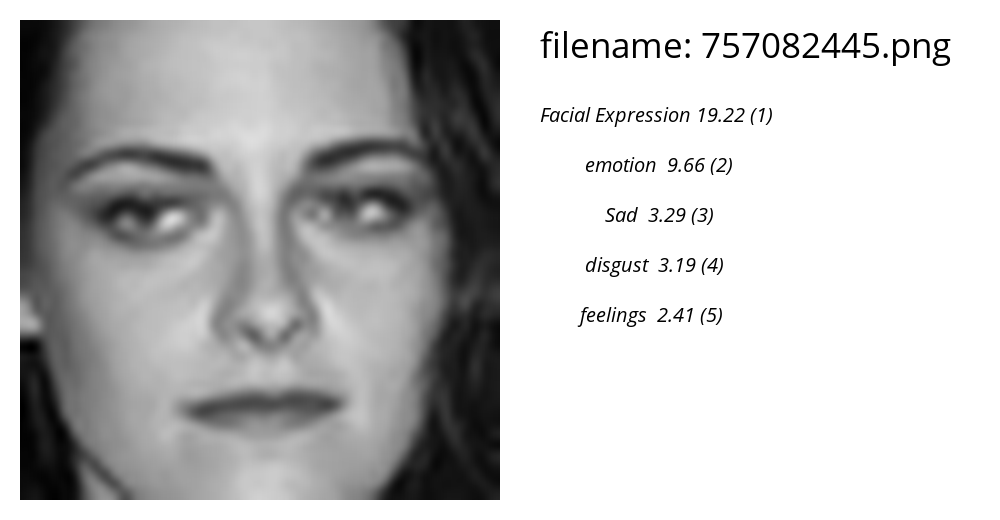 filename: 757082445.png
Facial Expression 19.22 (1)
emotion 9.66 (2)
Sad 3.29 (3)
disgust 3.19 (4)
feelings 2.41 (5)